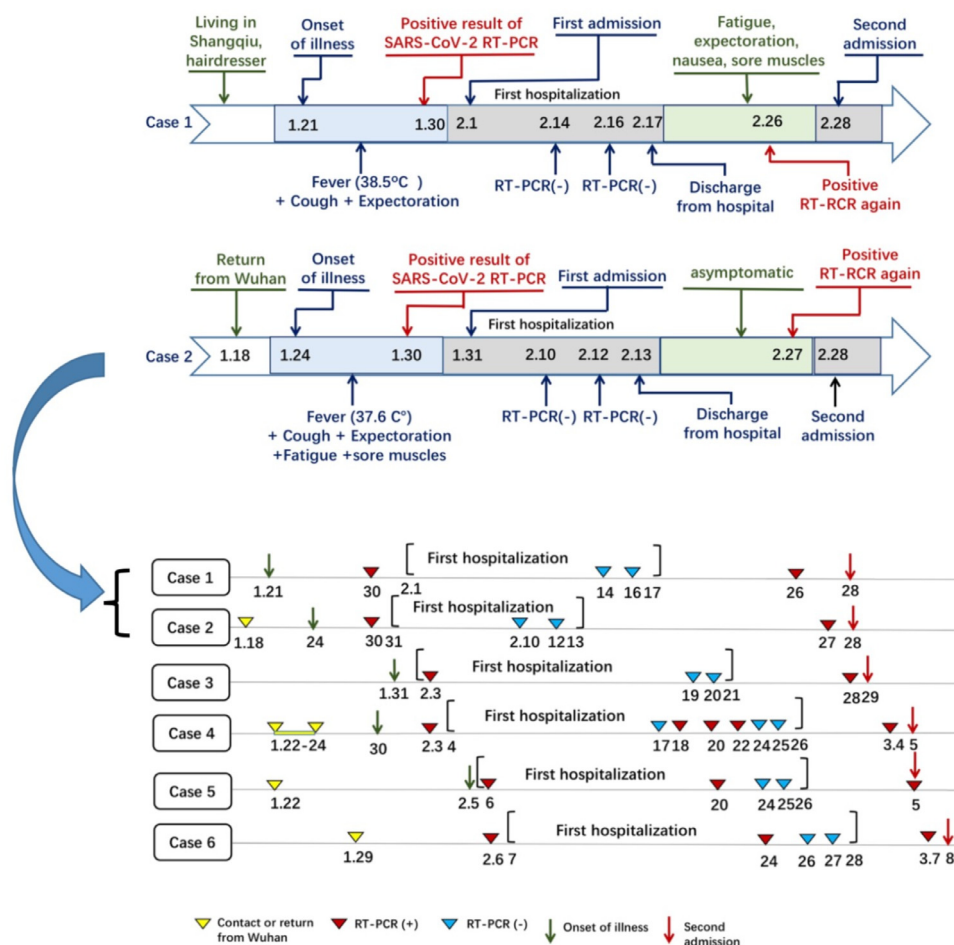 Living in
Shangqiu,
hairdresser
Onset
of illness
Positive result of
SARS-CoV-2 RT-PCR
First admission
Fatigue,
expectoration,
nausea, sore muscles
Second
admission
First hospitalization
Case 1
1.21
1.30
2.1
2.14
2.16
2.17
2.26
2.28
Fever (38.5°C )
+ Cough + Expectoration
RT-PCR(-)
RT-PCR(-)
Discharge
from hospital
Positive
RT-RCR again
Return
from Wuhan
Onset
of illness
Positive result of
SARS-CoV-2 RT-PCR
First admission
asymptomatic
Positive
RT-RCR again
First hospitalization
Case 2
1.18
1.24
1.30
1.31
2.10
2.12
2.13
2.27
2.28
Fever (37.6 C°)
+ Cough + Expectoration
+Fatigue +sore muscles
RT-PCR(-)
RT-PCR(-)
Discharge
from hospital
Second
admission
Case 1
First hospitalization
1.21
30
2.1
14
16
17
26
28
Case 2
First hospitalization
1.18
24
30
31
2.10
12
13
27
28
Case 3
First hospitalization
1.31
2.3
19
20
21
28
29
Case 4
First hospitalization
1.22 -24
30
2.3
4
17
18
20
22
24
25
26
3.4
5
Case 5
First hospitalization
1.22
2.5
6
20
24
25
26
5
Case 6
First hospitalization
1.29
2.6
7
24
26
27
28
3.7
8
Contact or return
from Wuhan
RT-PCR (+)
RT-PCR (-)
Onset of illness
Second
admission